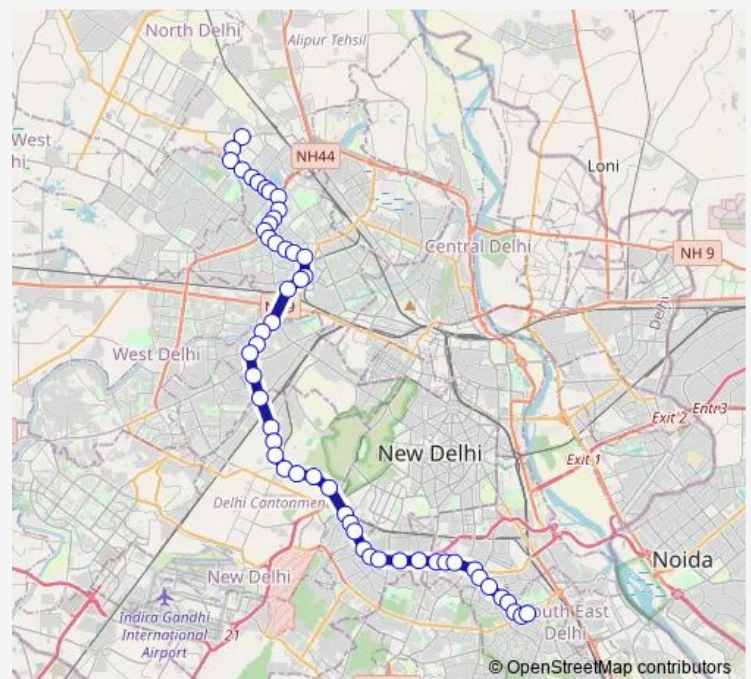 North Delhi
Alipur Tehsil
West
NH44
Loni
Central Delhi
NH 9
Delhi
West Delhi
Exit 2
Entr3
New Delhi
Exit 1
Delhi Cantonmen
Noida
New Delhi
Indira Gandhi
International
Airport
21
outh East
Delhi
© OpenStreetMap contributors